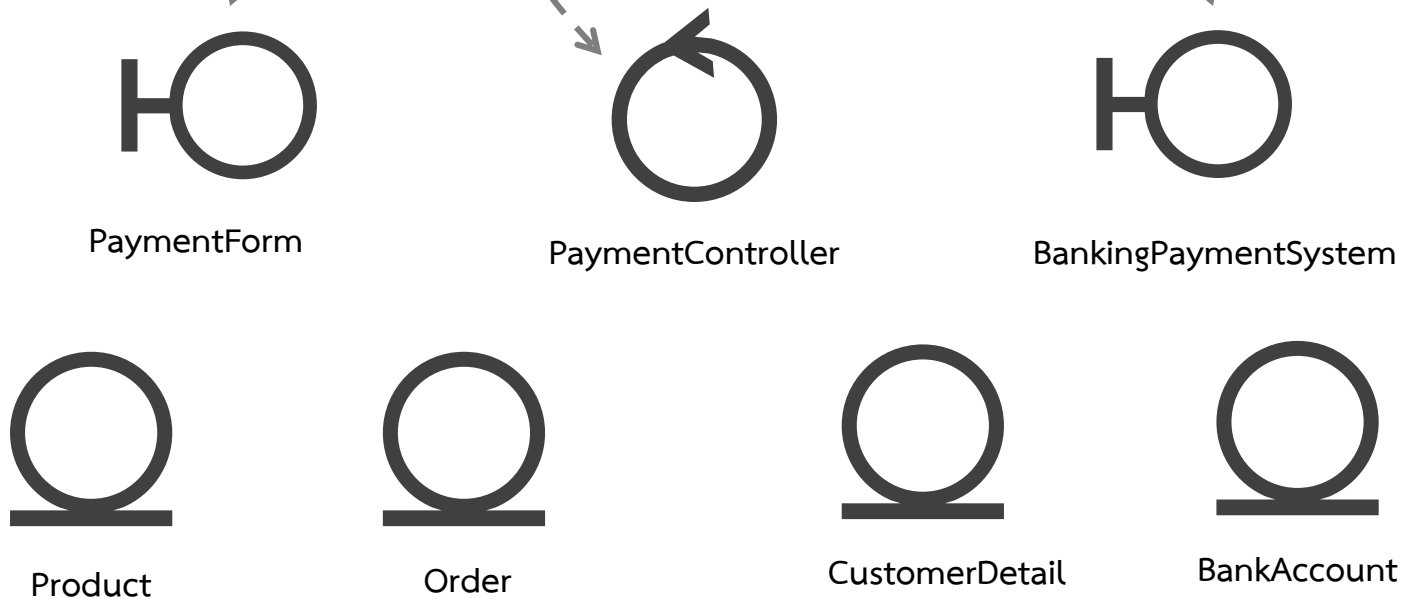 PaymentForm
PaymentController
BankingPaymentSystem
Product
Order
CustomerDetail
BankAccount